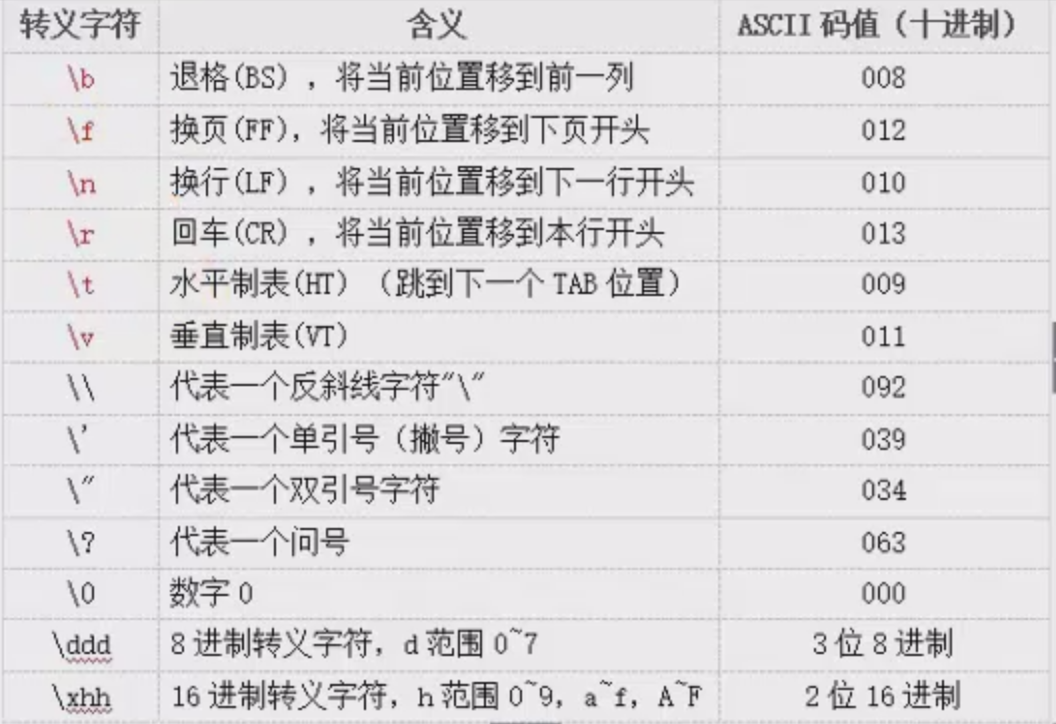 转义字符 含义 ASCII 码值（十进制）
\b 退格(BS) ，将当前位置移到前一列 008
\f 换页(FF)，将当前位置移到下页开头 012
\n 换行(LF) ，将当前位置移到下一行开头 010
\r 回车(CR) ，将当前位置移到本行开头 013
\t 水平制表(HT) （跳到下一个 TAB 位置） 009
\v 垂直制表(VT) 011
\\ 代表一个反斜线字符"\" 092
\' 代表一个单引号（撇号）字符 039
\" 代表一个双引号字符 034
\? 代表一个问号 063
\0 数字 0 000
\ddd 8 进制转义字符，d 范围 0~7 3 位 8 进制
\xhh 16 进制转义字符，h 范围 0~9，a~f，A~F 2 位 16 进制